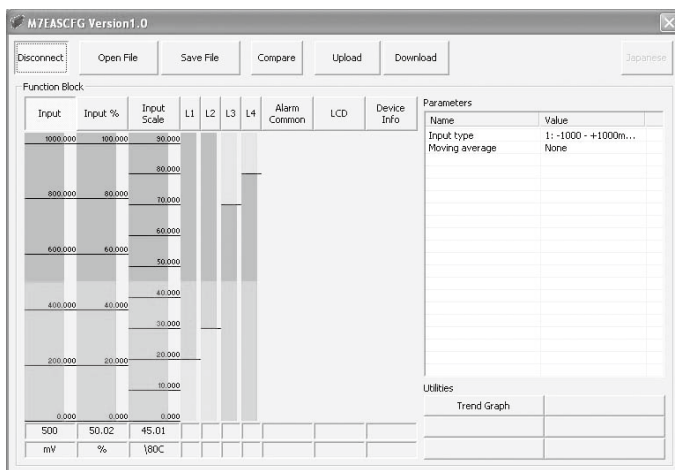 M7EASCFG Version1.0
Disconnect Open File Save File Compare Upload Download Japanese
Function Block
Input Input % Input Scale L1 L2 L3 L4 Alarm Common LCD Device Info
Parameters
Name Value
Input type 1: -1000 - +1000m...
Moving average None
1000.000 100.000 90.000
80.000
800.000 80.000 70.000
60.000
600.000 60.000 50.000
40.000
400.000 40.000
30.000
200.000 20.000 20.000
10.000
0.000 0.000 0.000
500 50.02 45.01
mV % \80C
Utilities
Trend Graph